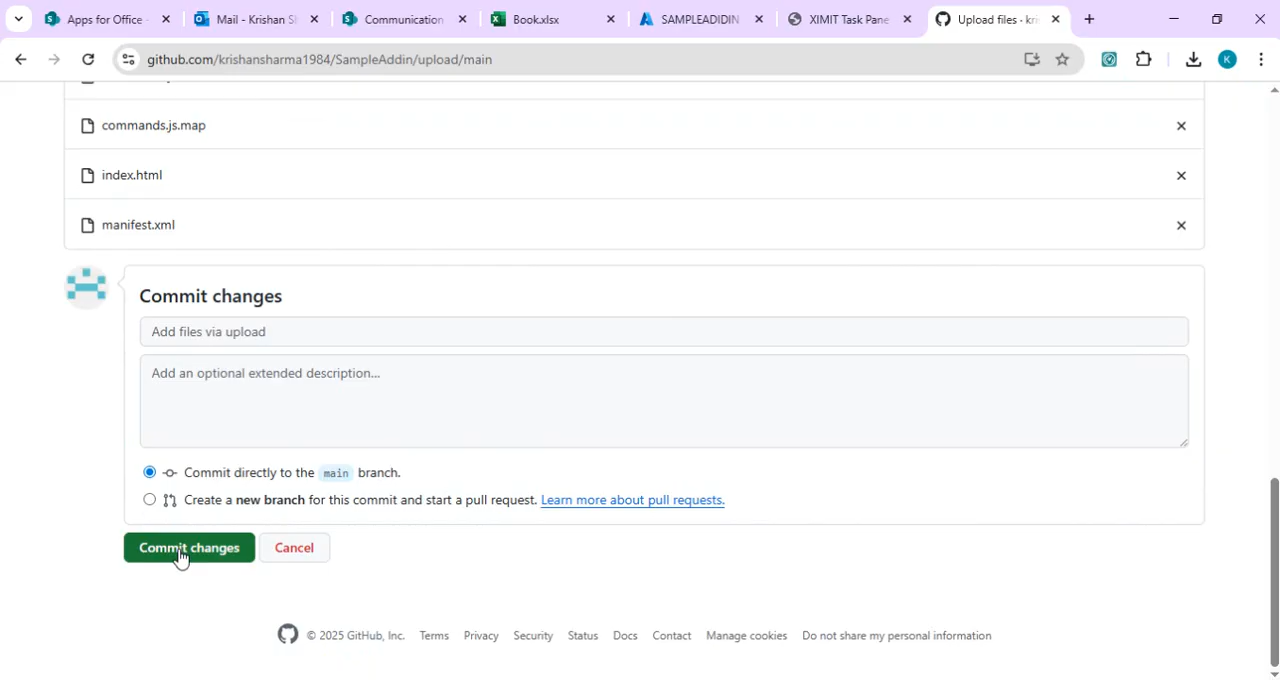 Apps for Office
Mail - Krishan S
Communication
Book.xlsx
SAMPLEADIDIN
XIMIT Task Pane
Upload files - kri
github.com/krishansharma1984/SampleAddin/upload/main
K
commands.js.map
index.html
manifest.xml
Commit changes
Add files via upload
Add an optional extended description...
Commit directly to the main branch.
Create a new branch for this commit and start a pull request. Learn more about pull requests.
Commit changes
Cancel
© 2025 GitHub, Inc. Terms Privacy Security Status Docs Contact Manage cookies Do not share my personal information